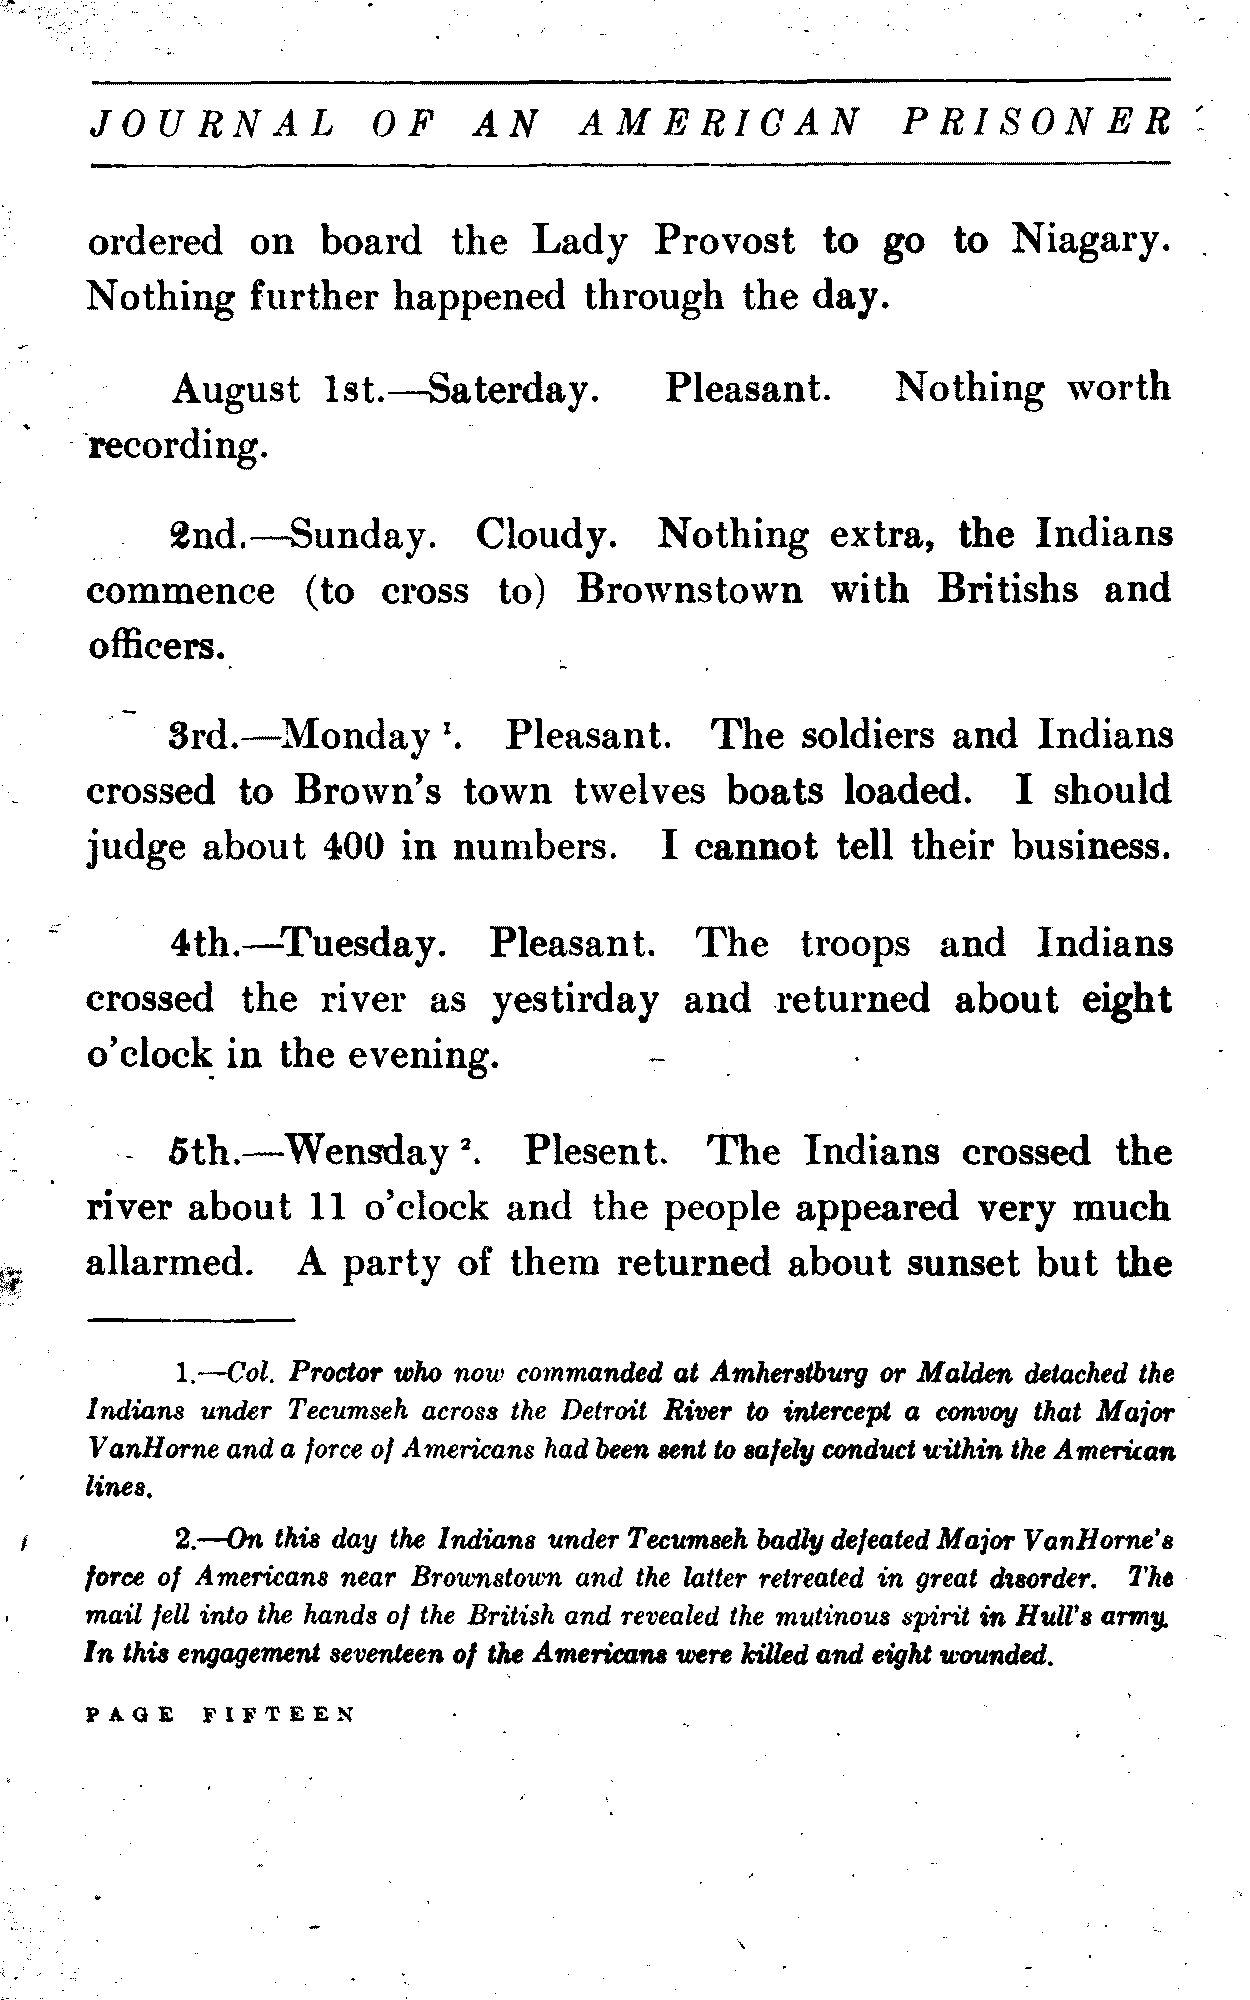 JOURNAL OF AN AMERICAN PRISONER
ordered on board the Lady Provost to go to Niagary.
Nothing further happened through the day.
August 1st.—Saterday. Pleasant. Nothing worth
recording.
2nd.—Sunday. Cloudy. Nothing extra, the Indians
commence (to cross to) Brownstown with Britishs and
officers.
3rd.—Monday ¹. Pleasant. The soldiers and Indians
crossed to Brown's town twelves boats loaded. I should
judge about 400 in numbers. I cannot tell their business.
4th.—Tuesday. Pleasant. The troops and Indians
crossed the river as yestirday and returned about eight
o'clock in the evening.
5th.—Wensday ². Plesent. The Indians crossed the
river about 11 o'clock and the people appeared very much
allarmed. A party of them returned about sunset but the
1.—Col. Proctor who now commanded at Amherstburg or Malden detached the
Indians under Tecumseh across the Detroit River to intercept a convoy that Major
VanHorne and a force of Americans had been sent to safely conduct within the American
lines.
2.—On this day the Indians under Tecumseh badly defeated Major VanHorne's
force of Americans near Brownstown and the latter retreated in great disorder. The
mail fell into the hands of the British and revealed the mutinous spirit in Hull's army.
In this engagement seventeen of the Americans were killed and eight wounded.
PAGE FIFTEEN